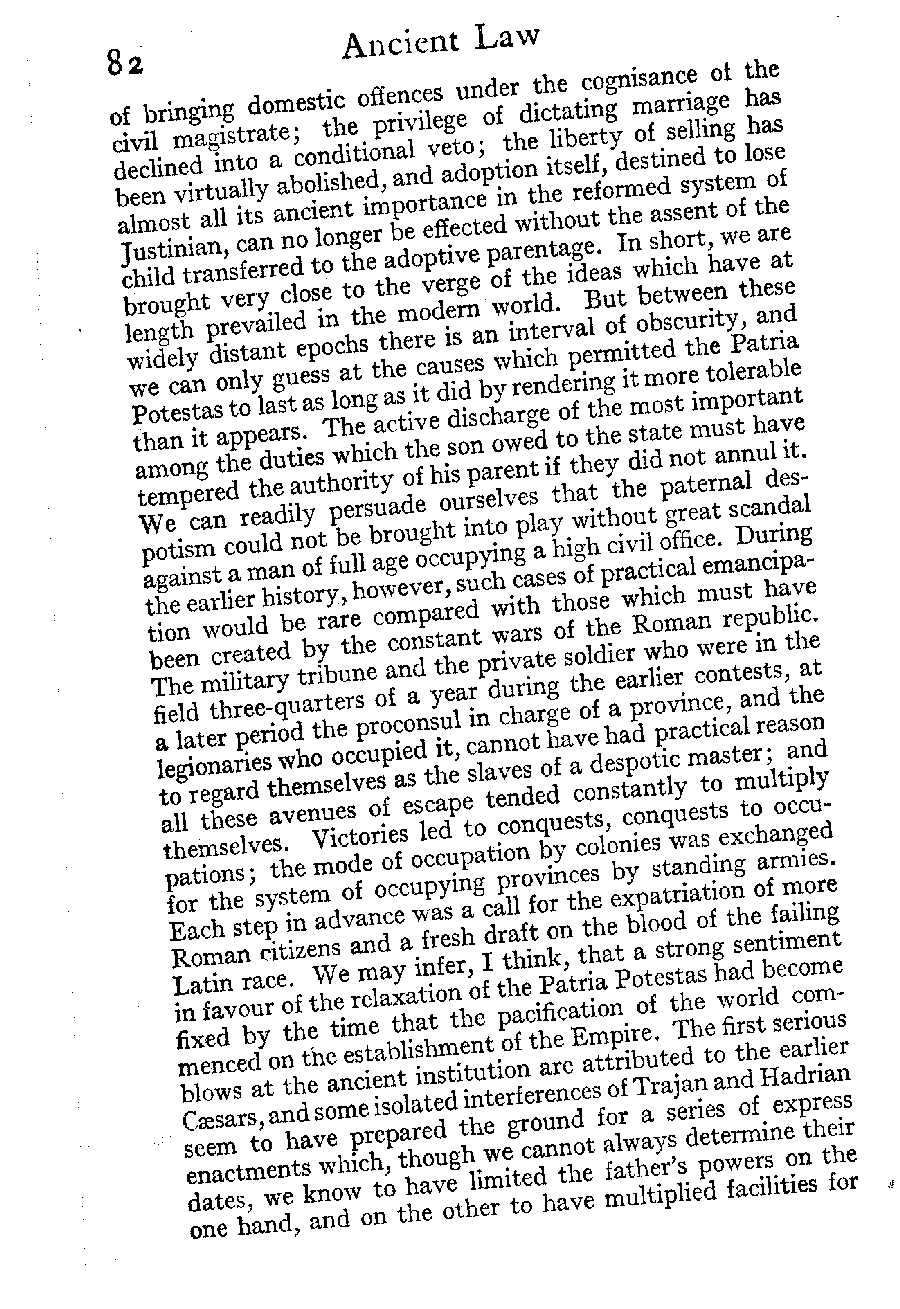 82
Ancient Law
of bringing domestic offences under the cognisance of the
civil magistrate; the privilege of dictating marriage has
declined into a conditional veto; the liberty of selling has
been virtually abolished, and adoption itself, destined to lose
almost all its ancient importance in the reformed system of
Justinian, can no longer be effected without the assent of the
child transferred to the adoptive parentage. In short, we are
brought very close to the verge of the ideas which have at
length prevailed in the modern world. But between these
widely distant epochs there is an interval of obscurity, and
we can only guess at the causes which permitted the Patria
Potestas to last as long as it did by rendering it more tolerable
than it appears. The active discharge of the most important
among the duties which the son owed to the state must have
tempered the authority of his parent if they did not annul it.
We can readily persuade ourselves that the paternal des-
potism could not be brought into play without great scandal
against a man of full age occupying a high civil office. During
the earlier history, however, such cases of practical emancipa-
tion would be rare compared with those which must have
been created by the constant wars of the Roman republic.
The military tribune and the private soldier who were in the
field three-quarters of a year during the earlier contests, at
a later period the proconsul in charge of a province, and the
legionaries who occupied it, cannot have had practical reason
to regard themselves as the slaves of a despotic master; and
all these avenues of escape tended constantly to multiply
themselves. Victories led to conquests, conquests to occu-
pations; the mode of occupation by colonies was exchanged
for the system of occupying provinces by standing armies.
Each step in advance was a call for the expatriation of more
Roman citizens and a fresh draft on the blood of the failing
Latin race. We may infer, I think, that a strong sentiment
in favour of the relaxation of the Patria Potestas had become
fixed by the time that the pacification of the world com-
menced on the establishment of the Empire. The first serious
blows at the ancient institution are attributed to the earlier
Cæsars, and some isolated interferences of Trajan and Hadrian
seem to have prepared the ground for a series of express
enactments which, though we cannot always determine their
dates, we know to have limited the father's powers on the
one hand, and on the other to have multiplied facilities for